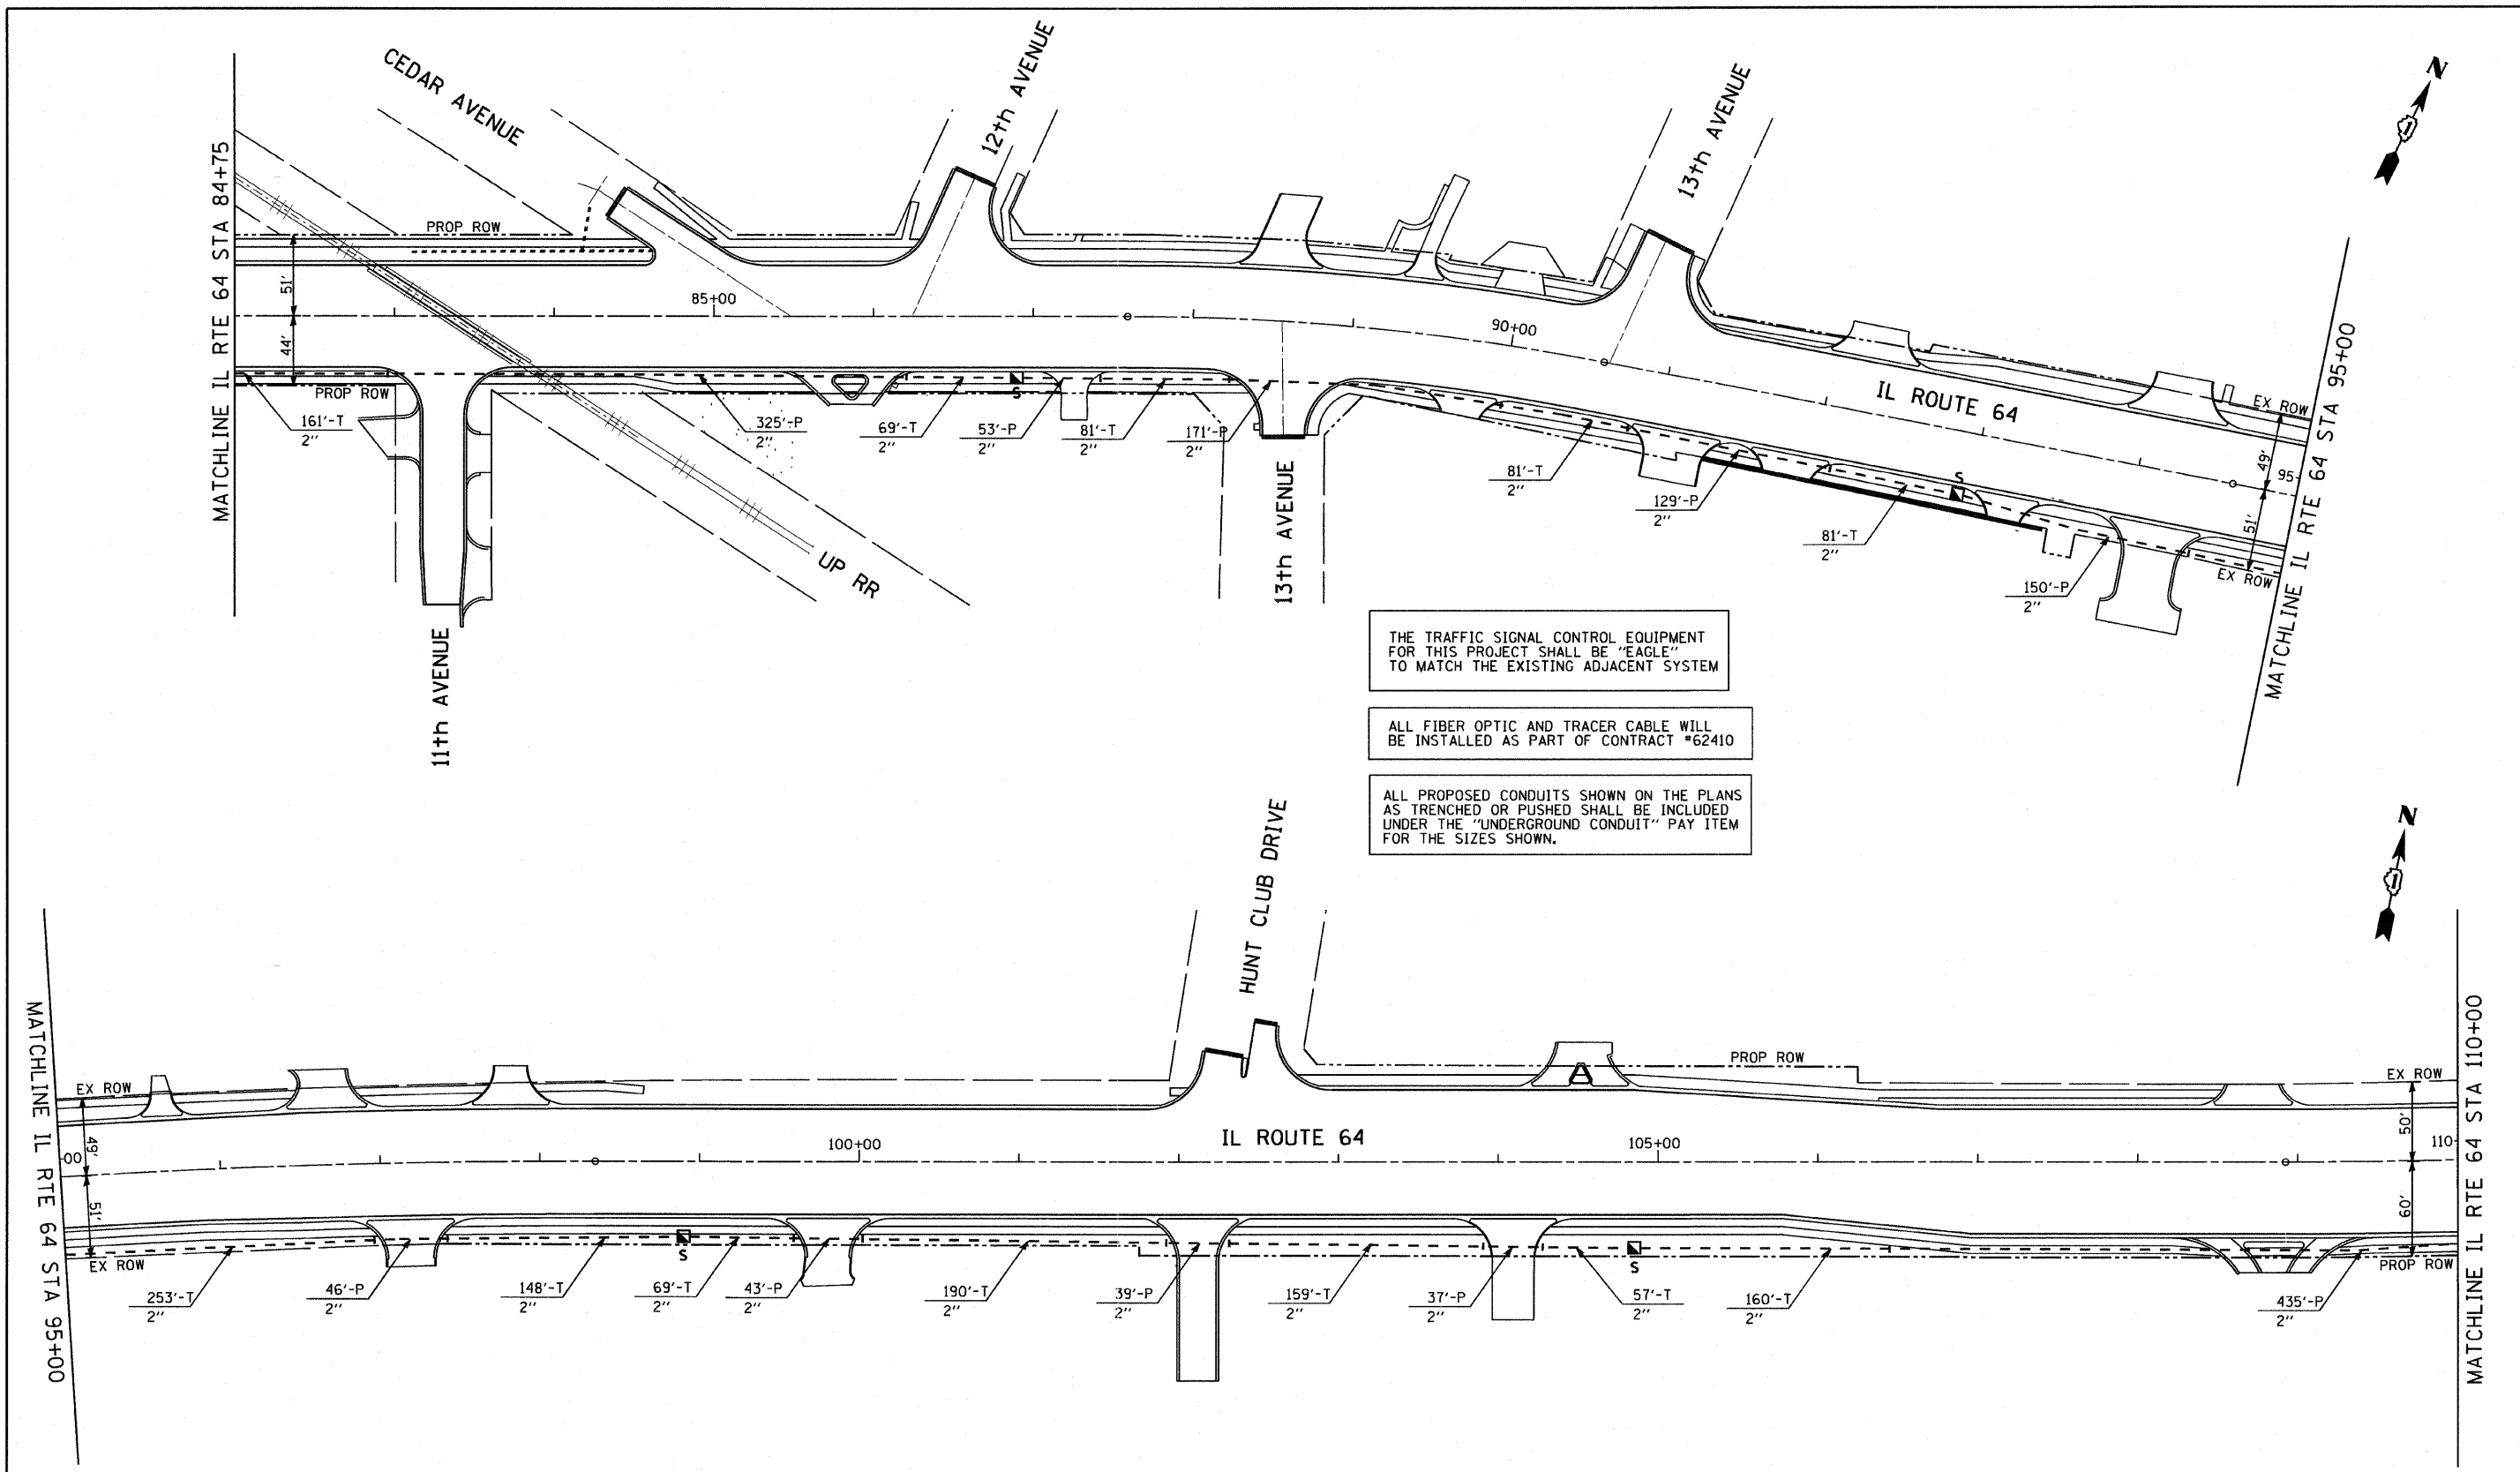 CEDAR AVENUE
12th AVENUE
13th AVENUE
N
MATCHLINE IL RTE 64 STA 84+75
PROP ROW
51'
44'
85+00
90+00
IL ROUTE 64
EX ROW
49'
95
51'
EX ROW
MATCHLINE IL RTE 64 STA 95+00
PROP ROW
161'-T
2"
325'-P
2"
69'-T
2"
S
53'-P
2"
81'-T
2"
171'-P
2"
81'-T
2"
129'-P
2"
S
81'-T
2"
150'-P
2"
UP RR
11th AVENUE
13th AVENUE
THE TRAFFIC SIGNAL CONTROL EQUIPMENT
FOR THIS PROJECT SHALL BE "EAGLE"
TO MATCH THE EXISTING ADJACENT SYSTEM
ALL FIBER OPTIC AND TRACER CABLE WILL
BE INSTALLED AS PART OF CONTRACT #62410
ALL PROPOSED CONDUITS SHOWN ON THE PLANS
AS TRENCHED OR PUSHED SHALL BE INCLUDED
UNDER THE "UNDERGROUND CONDUIT" PAY ITEM
FOR THE SIZES SHOWN.
N
HUNT CLUB DRIVE
MATCHLINE IL RTE 64 STA 95+00
EX ROW
49'
00
51'
EX ROW
100+00
IL ROUTE 64
105+00
PROP ROW
EX ROW
50'
110
60'
PROP ROW
MATCHLINE IL RTE 64 STA 110+00
253'-T
2"
46'-P
2"
148'-T
2"
S
69'-T
2"
43'-P
2"
190'-T
2"
39'-P
2"
159'-T
2"
37'-P
2"
57'-T
2"
S
160'-T
2"
435'-P
2"